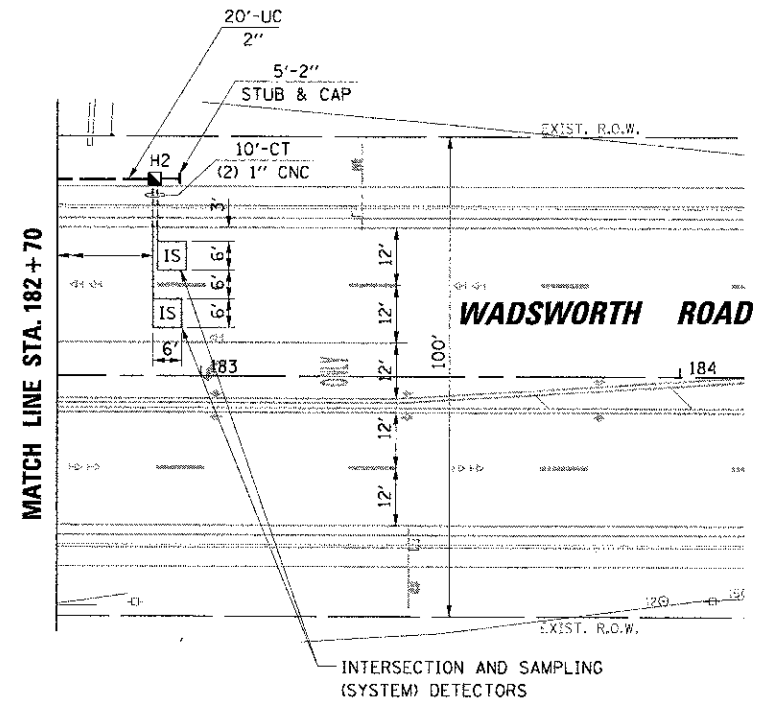 20'-UC
2"
5'-2"
STUB & CAP
EXIST. R.O.W.
10'-CT
(2) 1" CNC
H2
3'
IS
6'
6'
IS
6'
6'
12'
12'
12'
12'
12'
100'
WADSWORTH ROAD
183
184
ONLY
MATCH LINE STA. 182 + 70
EXIST. R.O.W.
INTERSECTION AND SAMPLING
(SYSTEM) DETECTORS